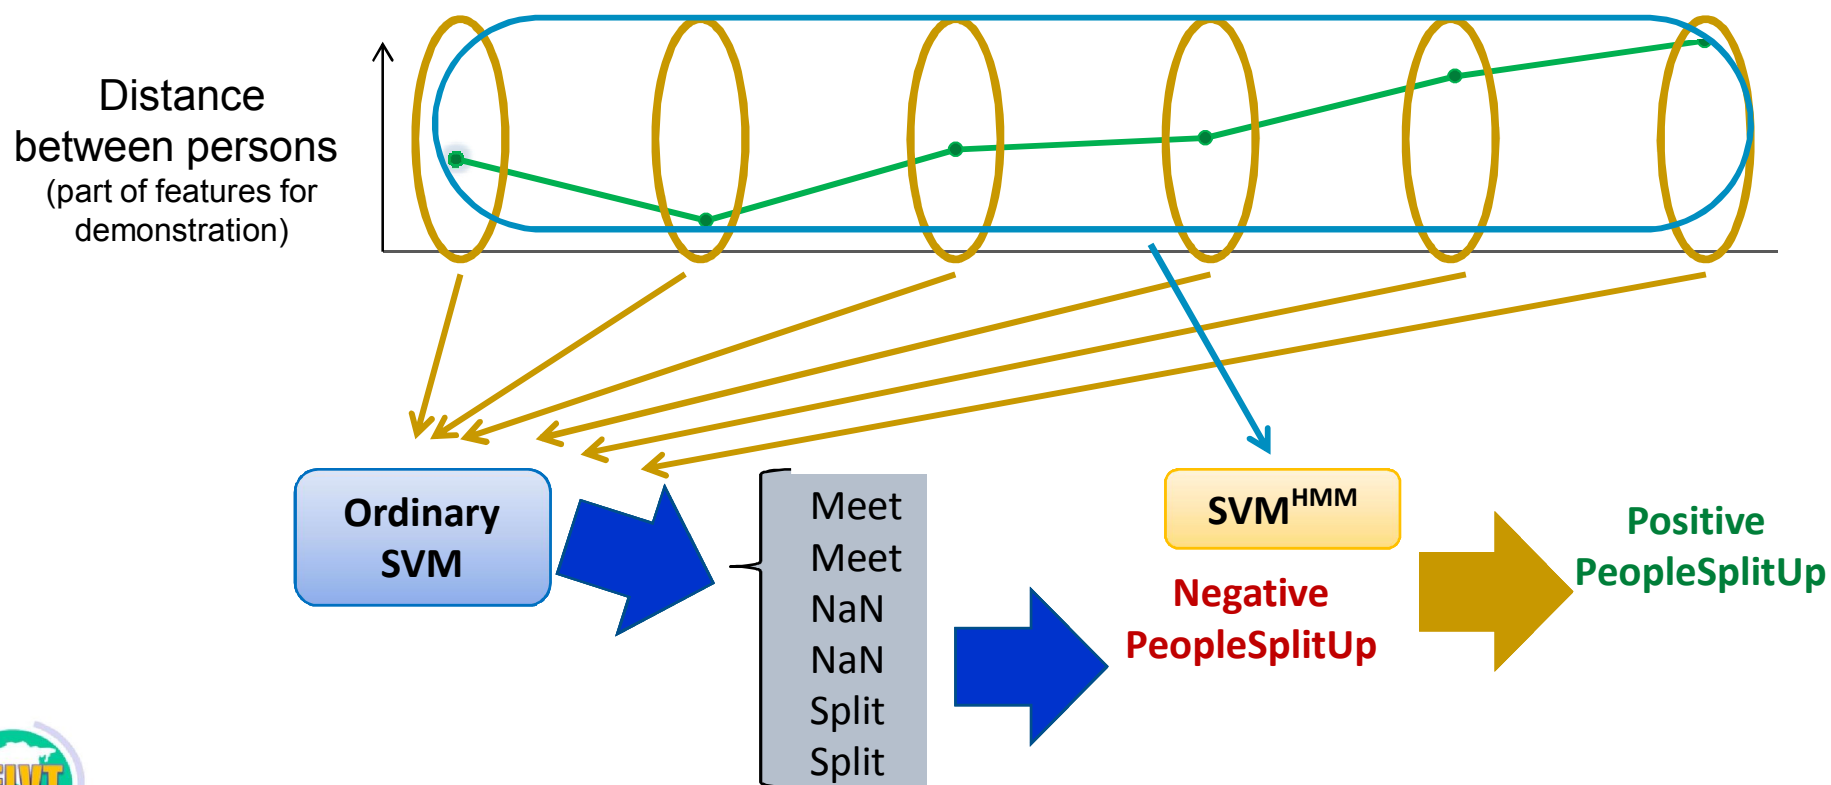 Distance
between persons
(part of features for
demonstration)
Ordinary
SVM
Meet
Meet
NaN
NaN
Split
Split
SVMᴴᴹᴹ
Negative
PeopleSplitUp
Positive
PeopleSplitUp